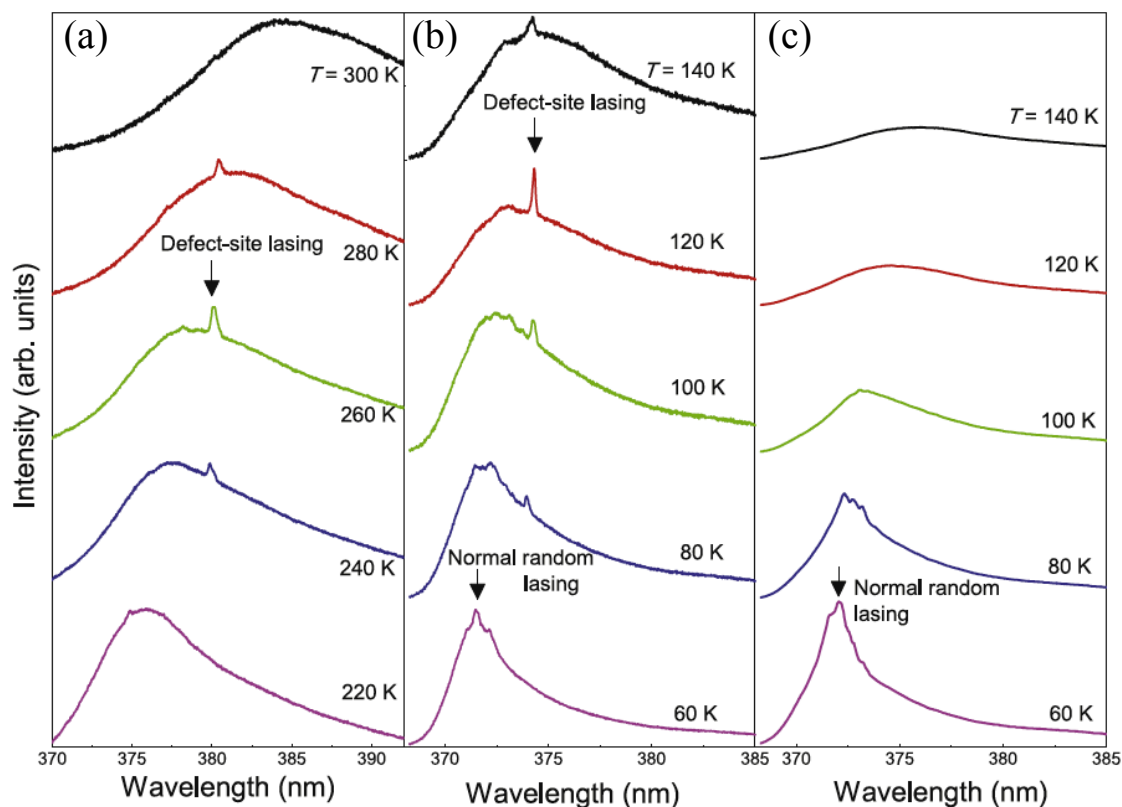 (a)
T = 300 K
280 K
Defect-site lasing
260 K
240 K
220 K
370 375 380 385 390
Wavelength (nm)
Intensity (arb. units)
(b)
T = 140 K
Defect-site lasing
120 K
100 K
80 K
Normal random
lasing
60 K
370 375 380 385
Wavelength (nm)
(c)
T = 140 K
120 K
100 K
80 K
Normal random
lasing
60 K
370 375 380 385
Wavelength (nm)